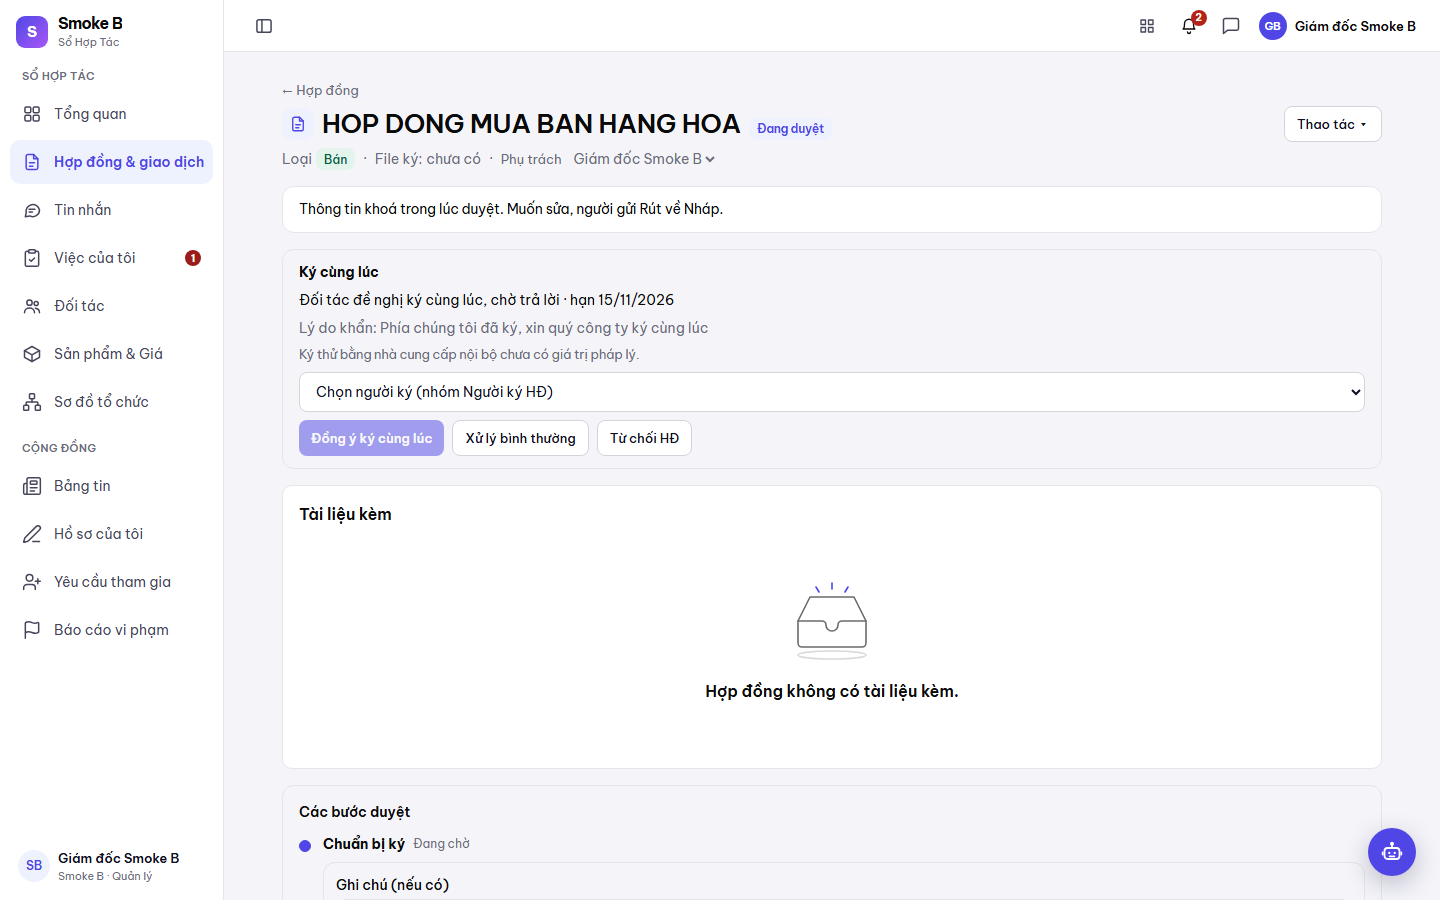 S
Smoke B
Sổ Hợp Tác
SỔ HỢP TÁC
Tổng quan
Hợp đồng & giao dịch
Tin nhắn
Việc của tôi
1
Đối tác
Sản phẩm & Giá
Sơ đồ tổ chức
CỘNG ĐỒNG
Bảng tin
Hồ sơ của tôi
Yêu cầu tham gia
Báo cáo vi phạm
SB
Giám đốc Smoke B
Smoke B · Quản lý
2
GB
Giám đốc Smoke B
← Hợp đồng
HOP DONG MUA BAN HANG HOA
Đang duyệt
Thao tác
Loại Bán · File ký: chưa có · Phụ trách Giám đốc Smoke B
Thông tin khoá trong lúc duyệt. Muốn sửa, người gửi Rút về Nháp.
Ký cùng lúc
Đối tác đề nghị ký cùng lúc, chờ trả lời · hạn 15/11/2026
Lý do khẩn: Phía chúng tôi đã ký, xin quý công ty ký cùng lúc
Ký thử bằng nhà cung cấp nội bộ chưa có giá trị pháp lý.
Chọn người ký (nhóm Người ký HĐ)
Đồng ý ký cùng lúc
Xử lý bình thường
Từ chối HĐ
Tài liệu kèm
Hợp đồng không có tài liệu kèm.
Các bước duyệt
Chuẩn bị ký Đang chờ
Ghi chú (nếu có)